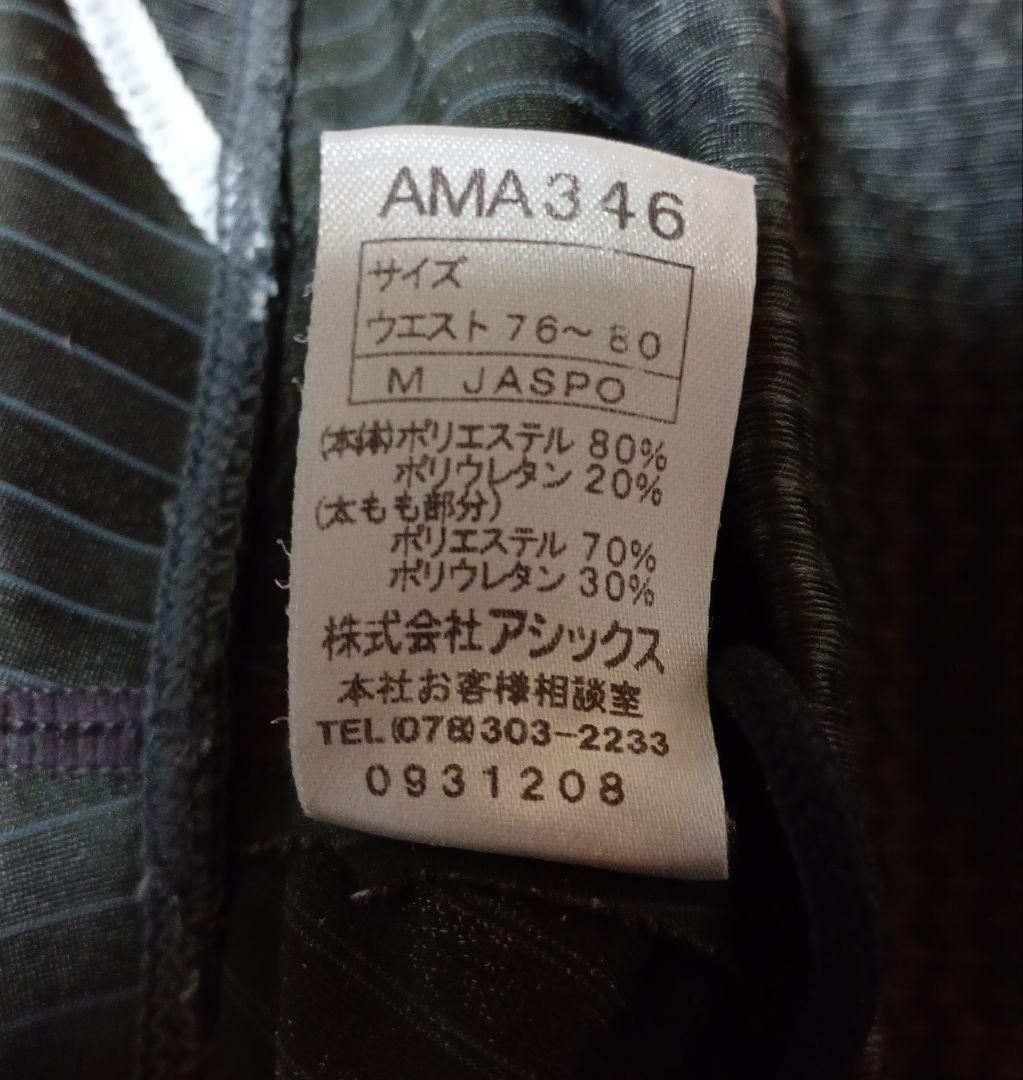 AMA346
サイズ
ウエスト 76〜80
M JASPO
(本体)ポリエステル 80%
ポリウレタン 20%
(太もも部分)
ポリエステル 70%
ポリウレタン 30%
株式会社アシックス
本社お客様相談室
TEL(078)303-2233
0931208